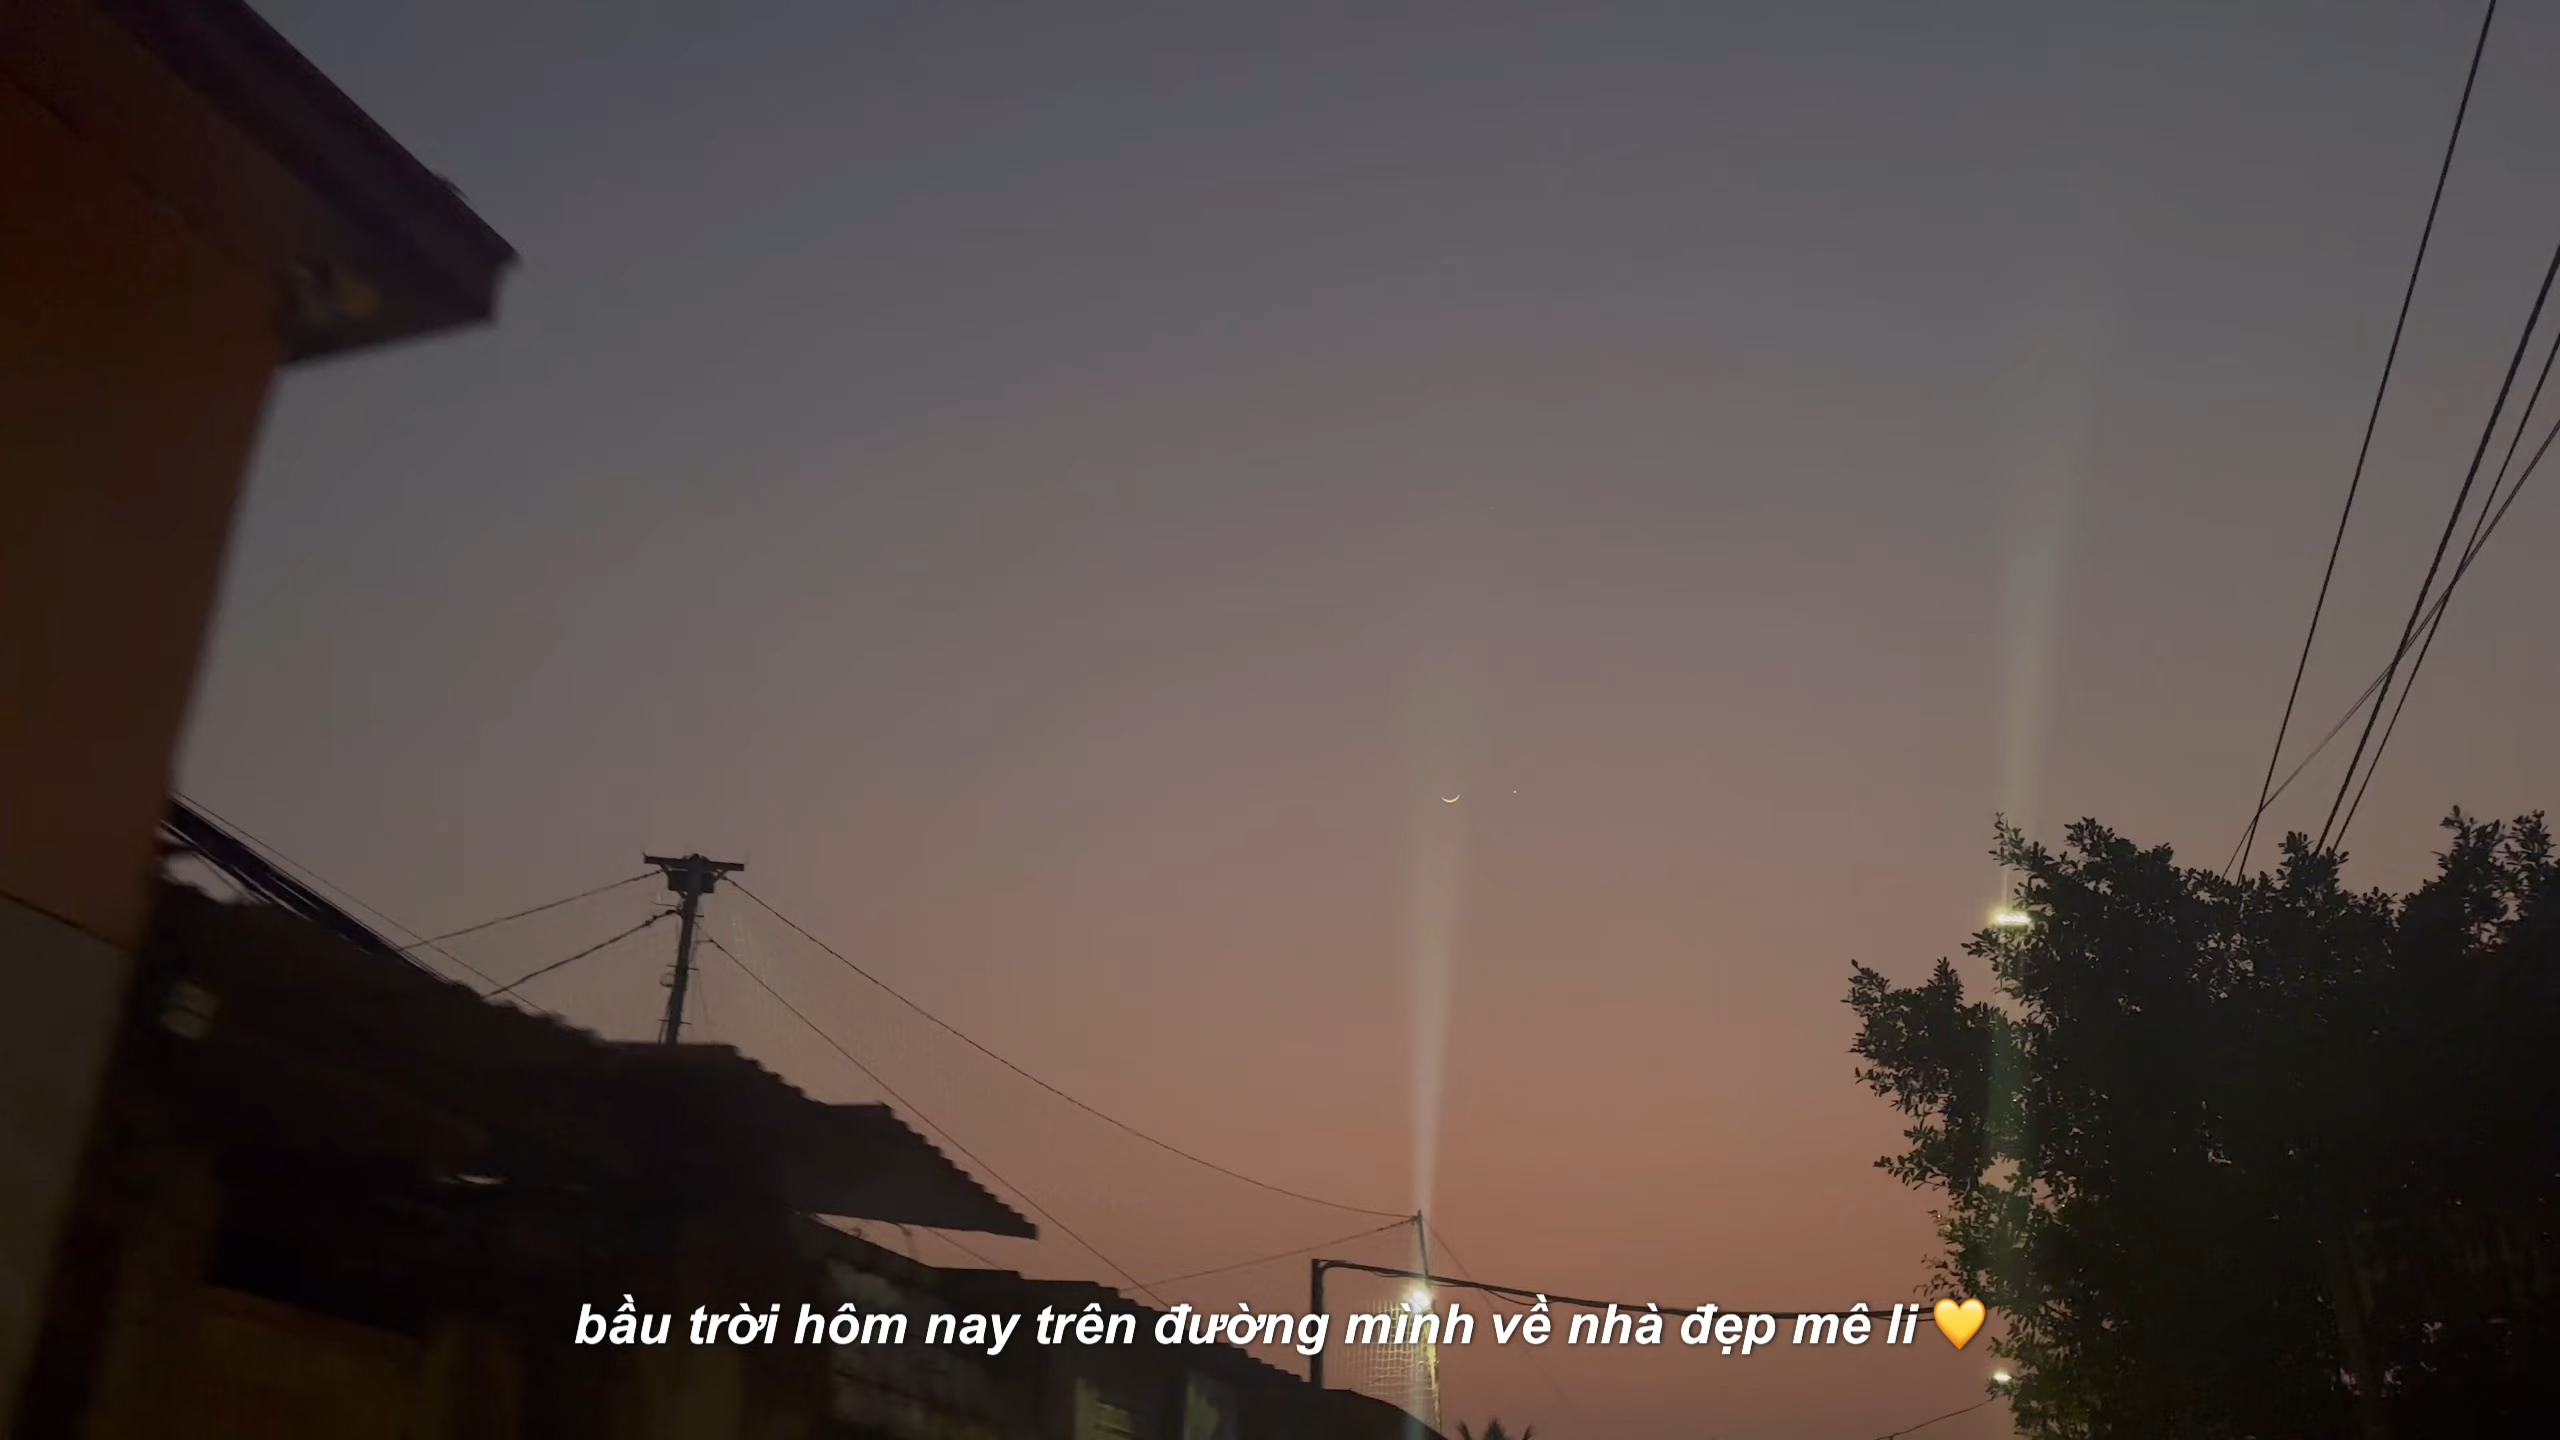 bầu trời hôm nay trên đường mình về nhà đẹp mê li 💛